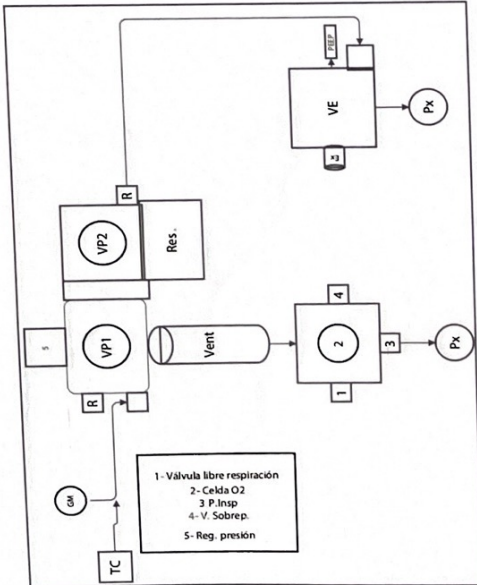 PIEEP
VE
Px
R
VP2
Res.
5
VP1
R
Vent
4
2
3
1
Px
GM
TC
1- Válvula libre respiración
2- Celda O2
3 P.Insp
4- V. Sobrep.
5- Reg. presión